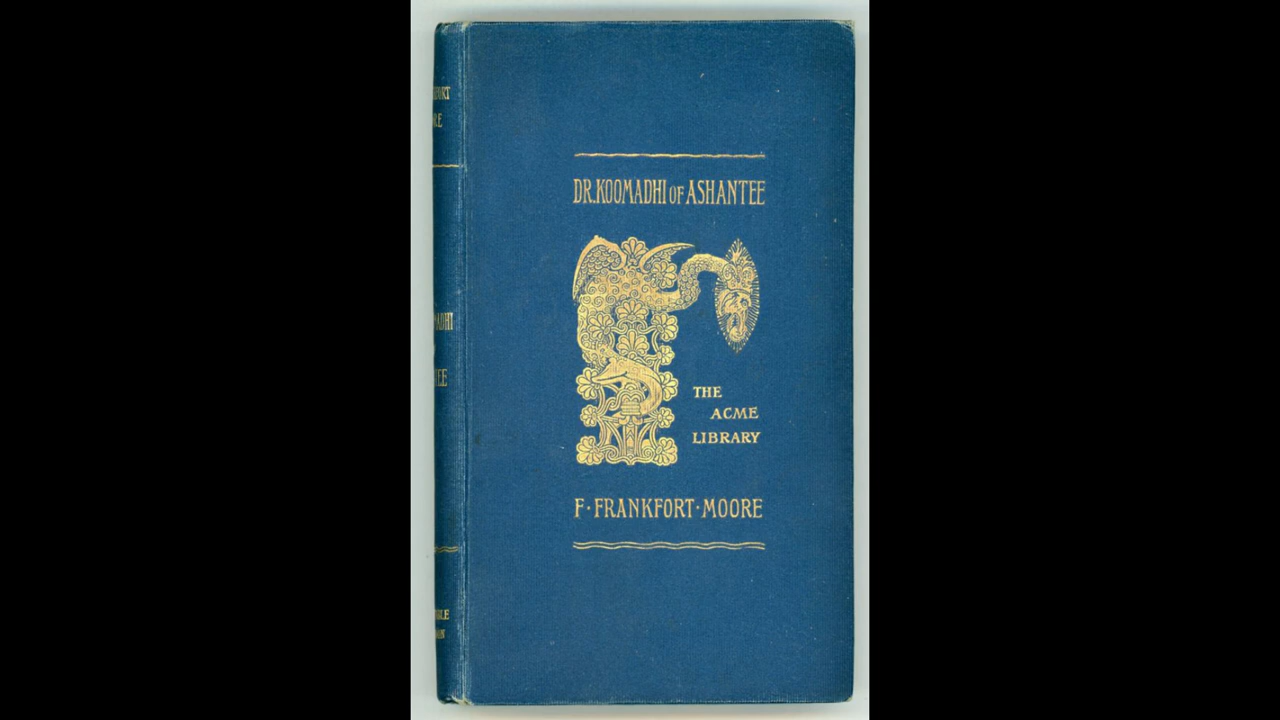 DR. KOOMADHI OF ASHANTEE
THE
ACME
LIBRARY
F·FRANKFORT·MOORE